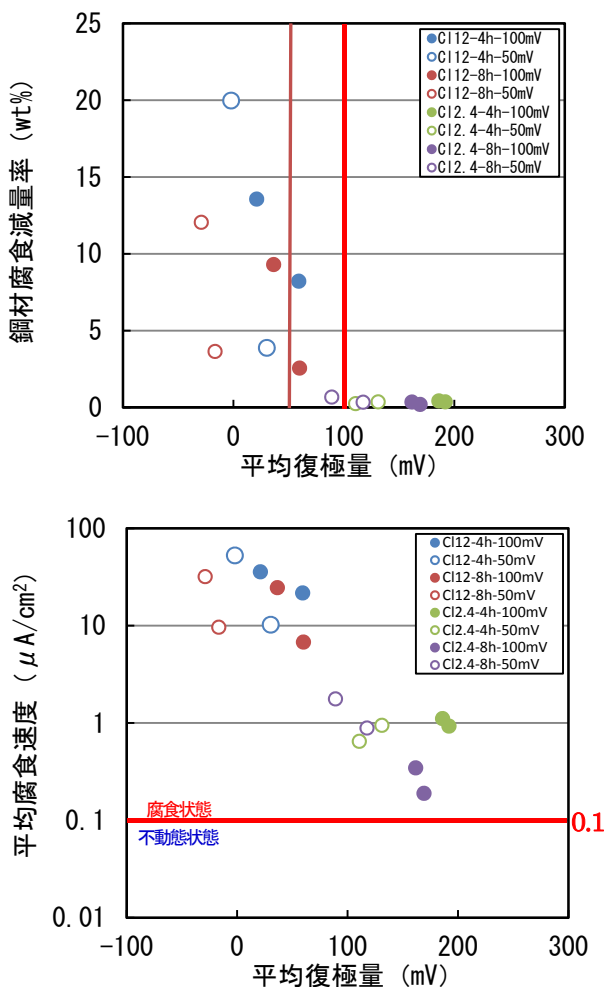 鋼材腐食減量率 (wt%)
25
20
15
10
5
0
-100
0
100
200
300
平均復極量 (mV)
Cl12-4h-100mV
Cl12-4h-50mV
Cl12-8h-100mV
Cl12-8h-50mV
Cl2.4-4h-100mV
Cl2.4-4h-50mV
Cl2.4-8h-100mV
Cl2.4-8h-50mV
平均腐食速度 (μA/cm²)
100
10
1
0.1
0.01
-100
0
100
200
300
平均復極量 (mV)
Cl12-4h-100mV
Cl12-4h-50mV
Cl12-8h-100mV
Cl12-8h-50mV
Cl2.4-4h-100mV
Cl2.4-4h-50mV
Cl2.4-8h-100mV
Cl2.4-8h-50mV
腐食状態
不動態状態
0.1